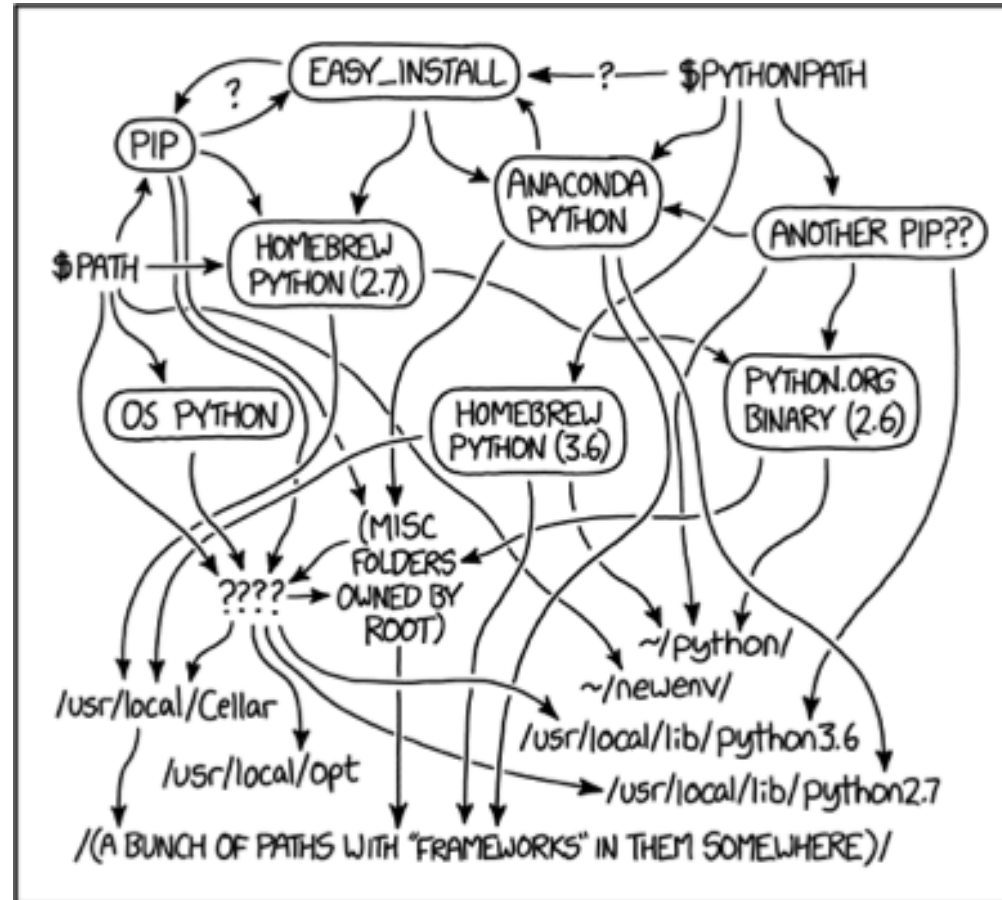 EASY_INSTALL
?
$PYTHONPATH
?
PIP
ANACONDA
PYTHON
ANOTHER PIP??
HOMEBREW
PYTHON (2.7)
$PATH
OS PYTHON
HOMEBREW
PYTHON (3.6)
PYTHON.ORG
BINARY (2.6)
(MISC
FOLDERS
OWNED BY
ROOT)
????
~/python/
~/newenv/
/usr/local/Cellar
/usr/local/lib/python3.6
/usr/local/opt
/usr/local/lib/python2.7
/(A BUNCH OF PATHS WITH "FRAMEWORKS" IN THEM SOMEWHERE)/